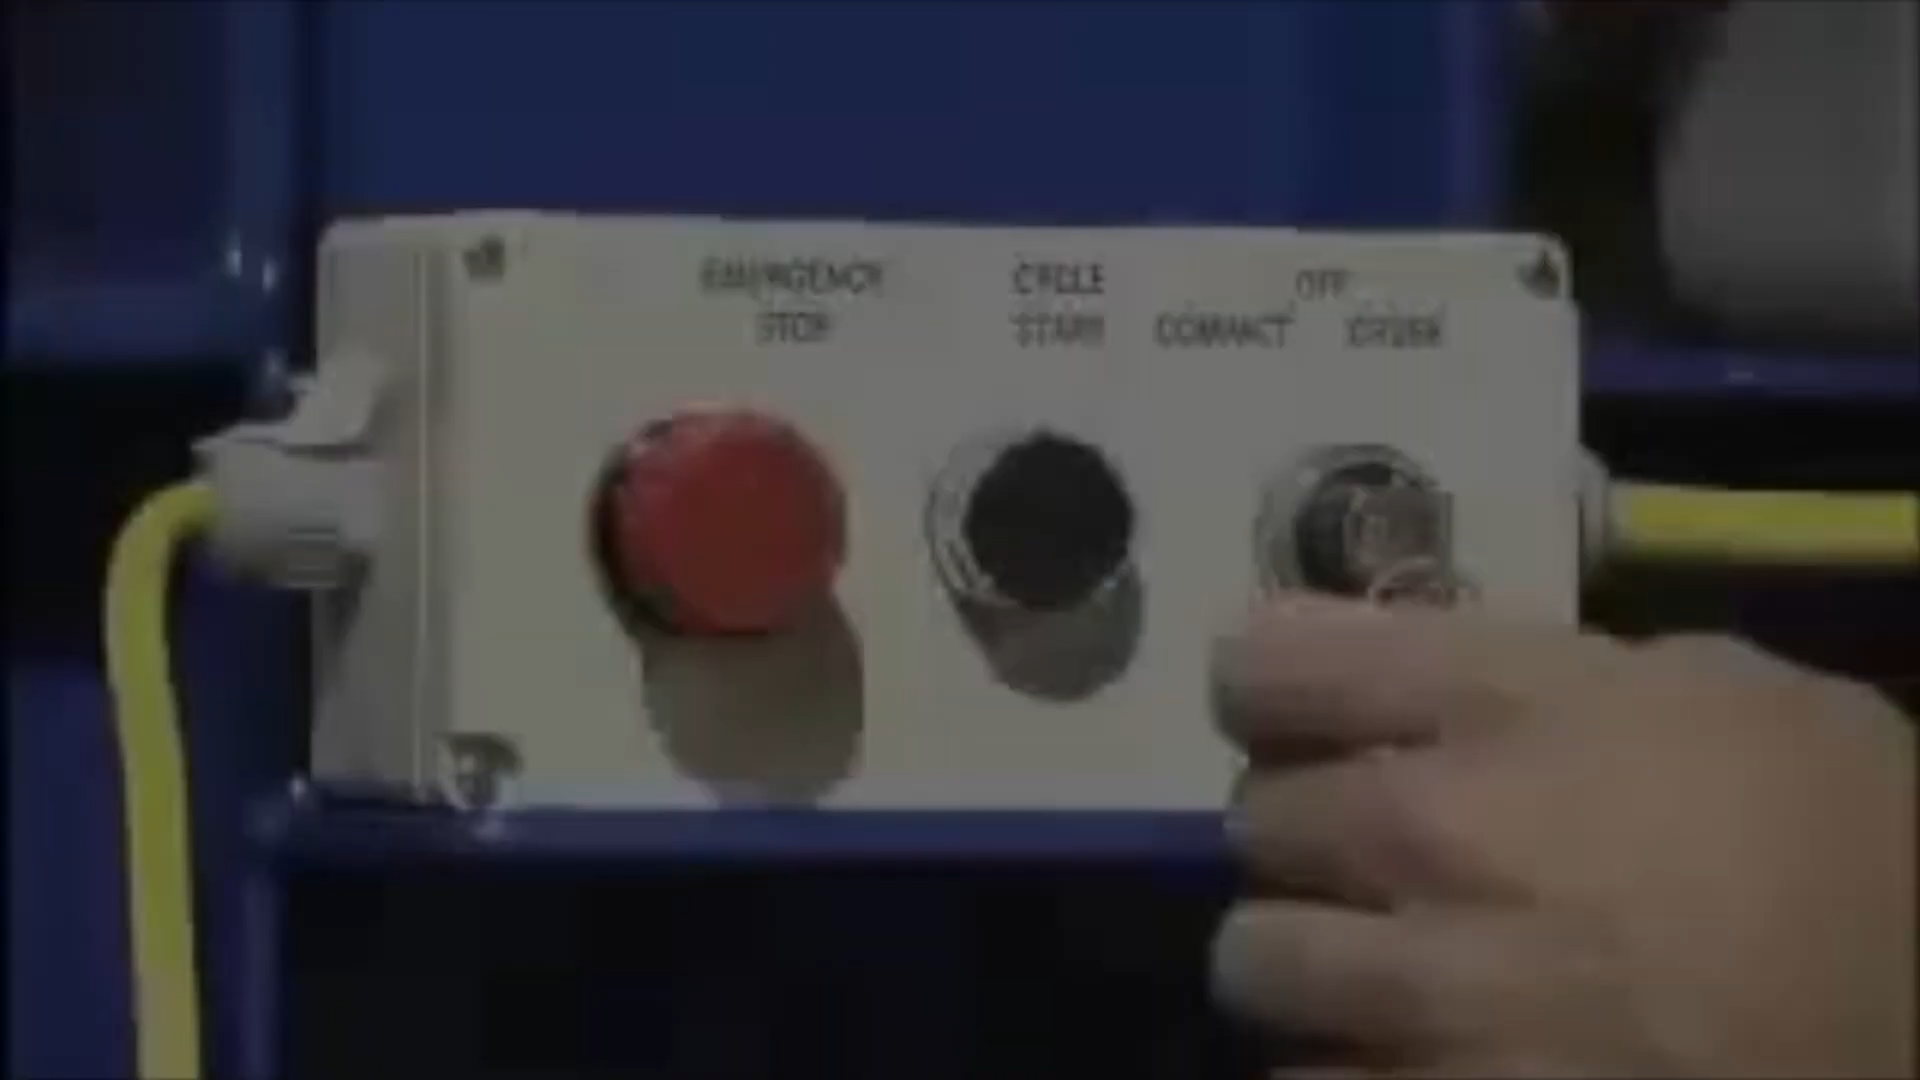 EMERGENCY
STOP
CYCLE
START
OFF
COMPACT CRUSH